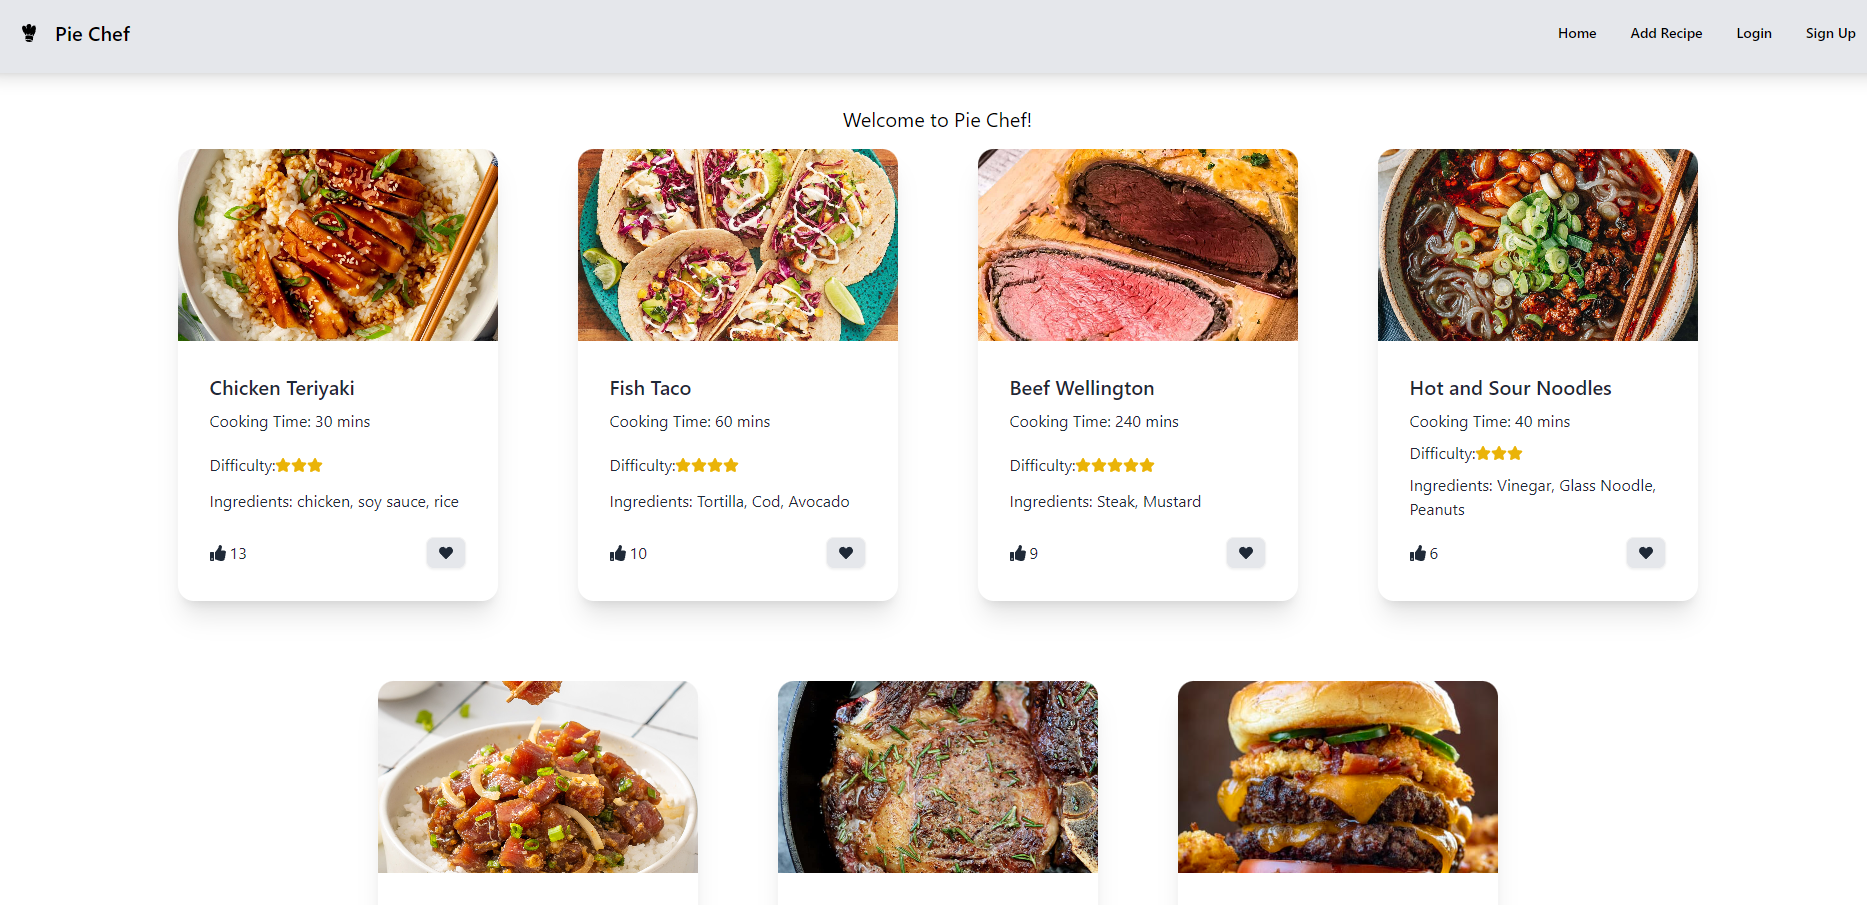 Pie Chef
Home
Add Recipe
Login
Sign Up
Welcome to Pie Chef!
Chicken Teriyaki
Cooking Time: 30 mins
Difficulty:
Ingredients: chicken, soy sauce, rice
13
Fish Taco
Cooking Time: 60 mins
Difficulty:
Ingredients: Tortilla, Cod, Avocado
10
Beef Wellington
Cooking Time: 240 mins
Difficulty:
Ingredients: Steak, Mustard
9
Hot and Sour Noodles
Cooking Time: 40 mins
Difficulty:
Ingredients: Vinegar, Glass Noodle,
Peanuts
6